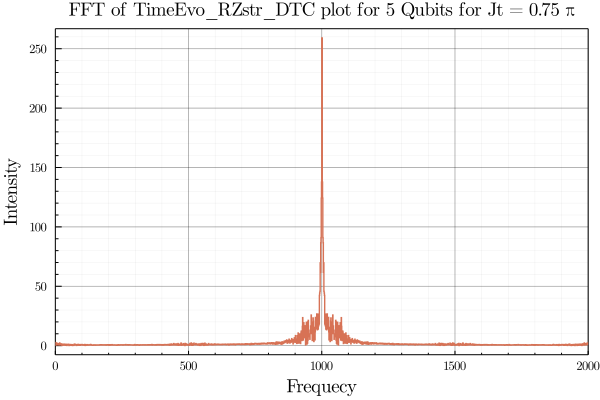 FFT of TimeEvo_RZstr_DTC plot for 5 Qubits for Jt = 0.75 π
250
200
150
100
50
0
Intensity
0 500 1000 1500 2000
Frequecy